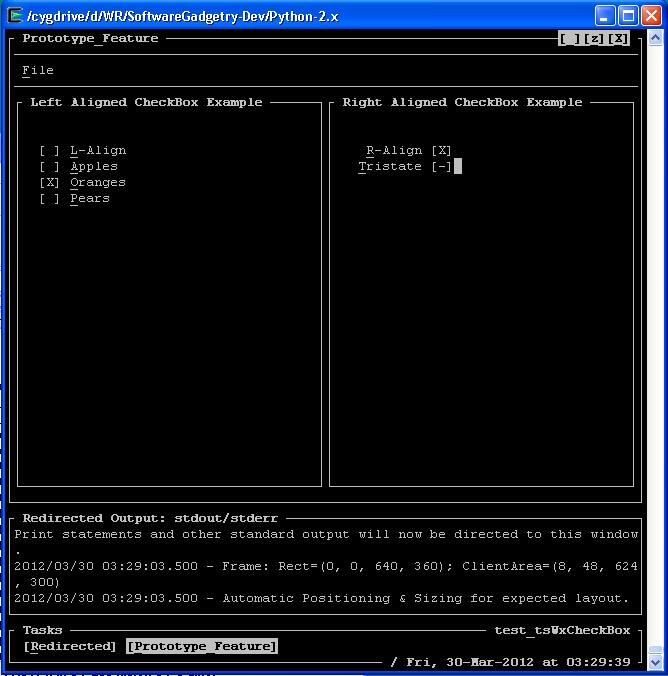 /cygdrive/d/WR/SoftwareGadgetry-Dev/Python-2.x
Prototype_Feature [_][z][X]
File
Left Aligned CheckBox Example
[ ] L-Align
[ ] Apples
[X] Oranges
[ ] Pears
Right Aligned CheckBox Example
R-Align [X]
Tristate [-]
Redirected Output: stdout/stderr
Print statements and other standard output will now be directed to this window
.
2012/03/30 03:29:03.500 - Frame: Rect=(0, 0, 640, 360); ClientArea=(8, 48, 624
, 300)
2012/03/30 03:29:03.500 - Automatic Positioning & Sizing for expected layout.
Tasks test_tsWxCheckBox
[Redirected] [Prototype_Feature]
/ Fri, 30-Mar-2012 at 03:29:39